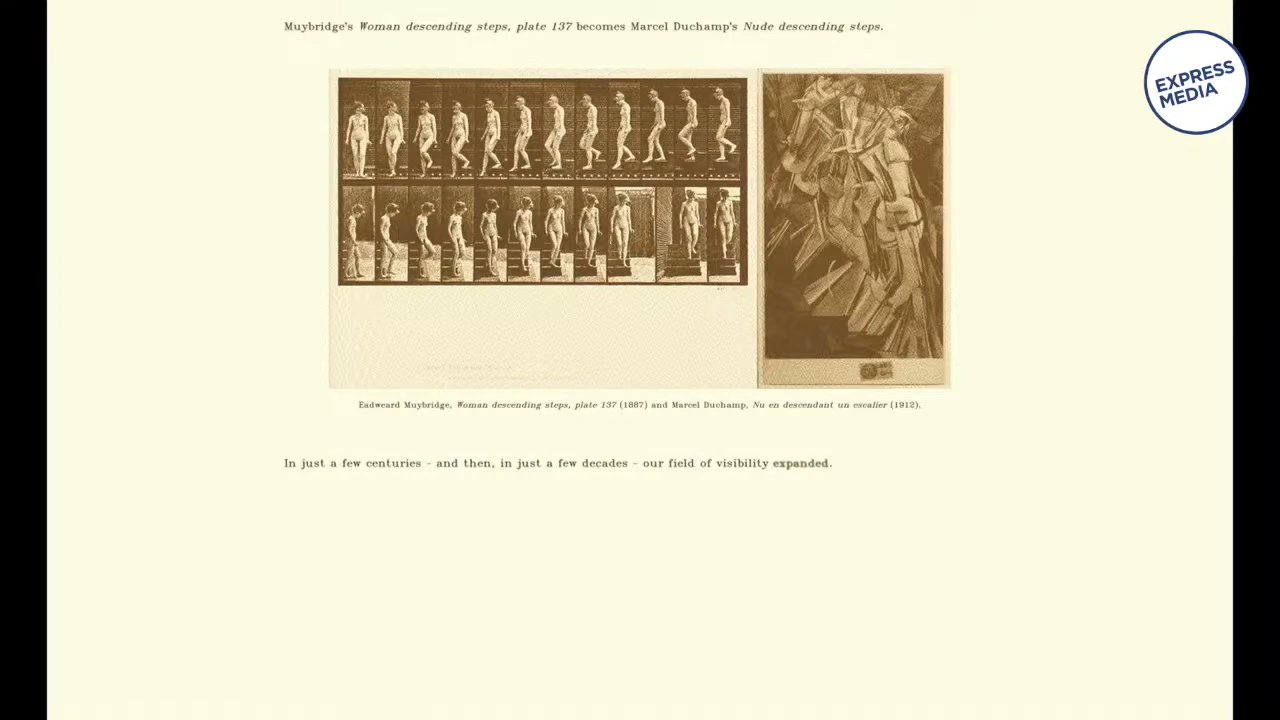 Muybridge's Woman descending steps, plate 137 becomes Marcel Duchamp's Nude descending steps.
EXPRESS
MEDIA
Eadweard Muybridge, Woman descending steps, plate 137 (1887) and Marcel Duchamp, Nu en descendant un escalier (1912).
In just a few centuries - and then, in just a few decades - our field of visibility expanded.